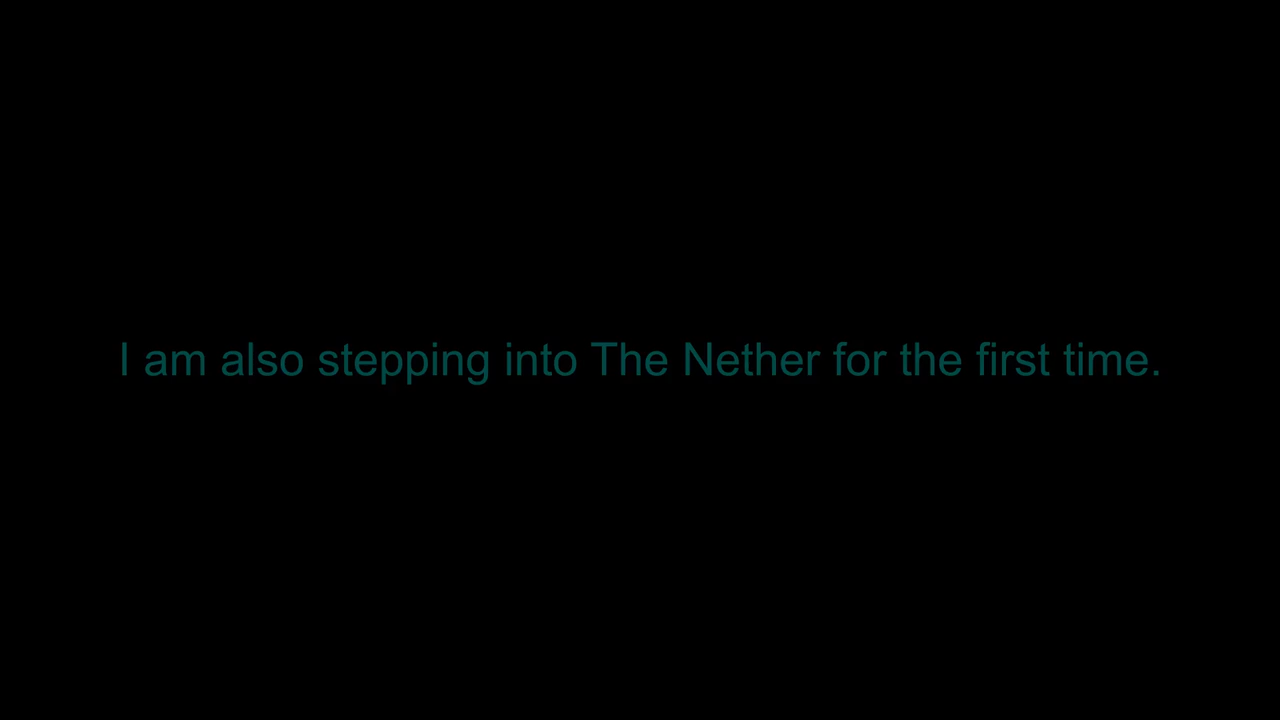 I am also stepping into The Nether for the first time.